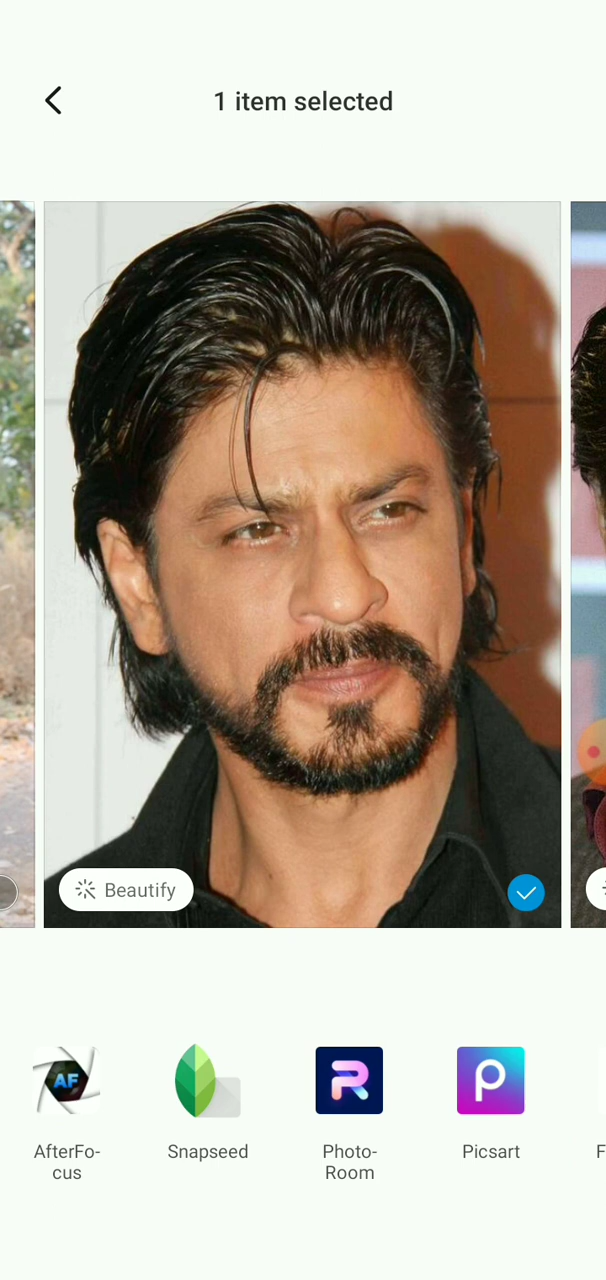 1 item selected
Beautify
AF
AfterFo-
cus
Snapseed
Photo-
Room
Picsart
F